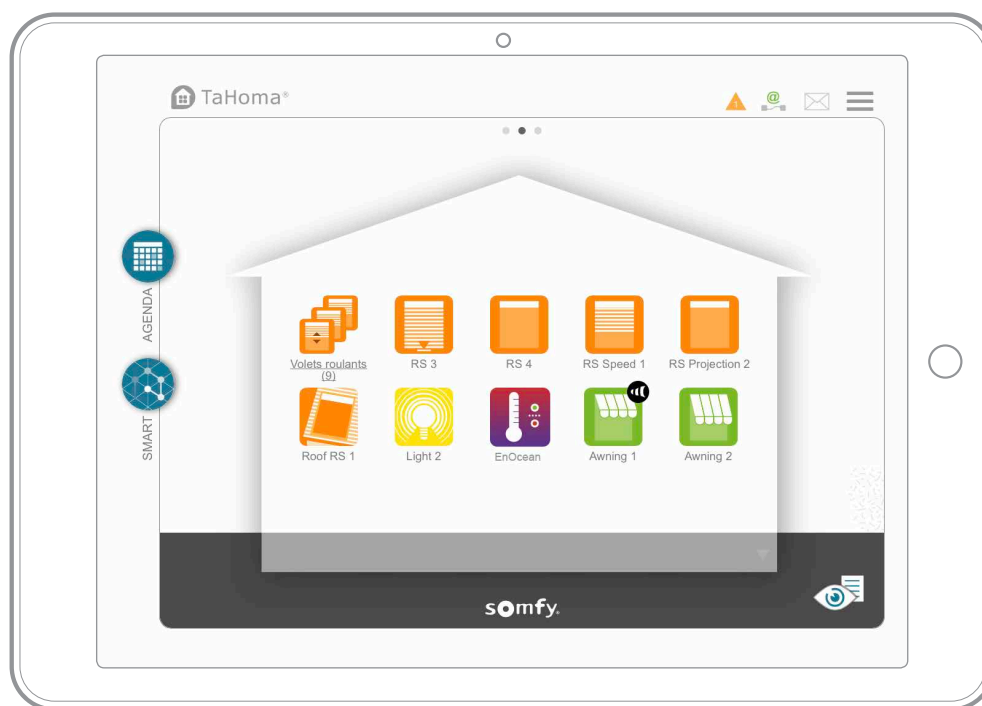 TaHoma®
1
@
AGENDA
SMART
Volets roulants
(9)
RS 3
RS 4
RS Speed 1
RS Projection 2
Roof RS 1
Light 2
EnOcean
Awning 1
Awning 2
somfy.